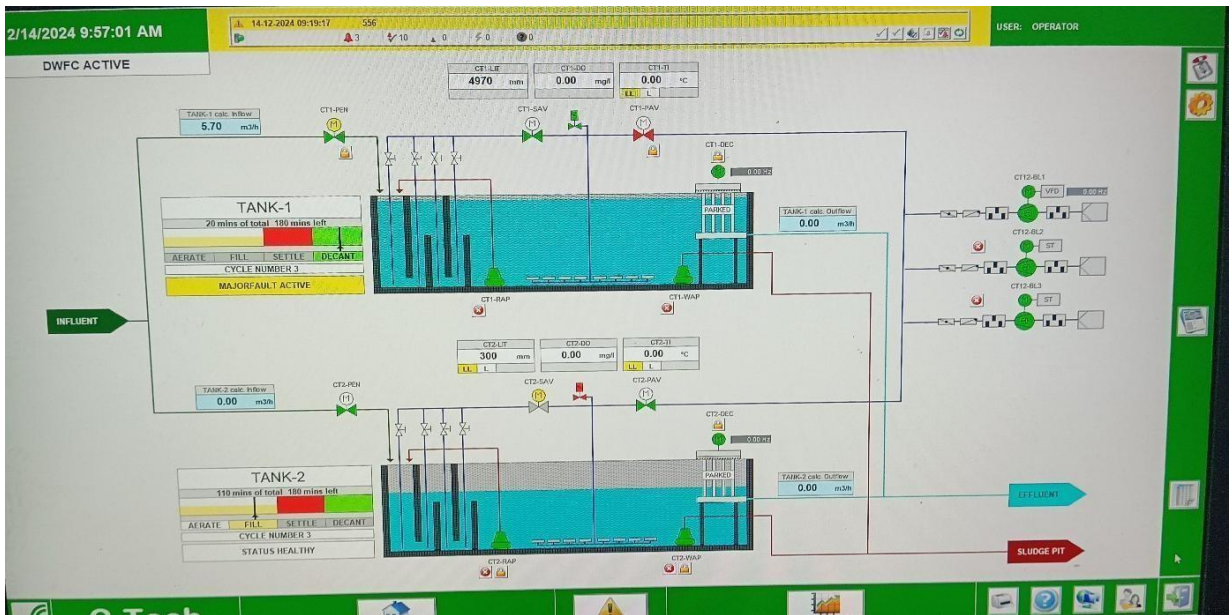 2/14/2024 9:57:01 AM
14-12-2024 09:19:17 556
3 10 0 0 0
USER: OPERATOR
DWFC ACTIVE
CT1-LIT CT1-DO CT1-TI
4970 mm 0.00 mg/l 0.00 °C
LL L
TANK-1 calc. Inflow
5.70 m3/h
CT1-PEN
M
CT1-SAV
M
CT1-PAV
M
CT1-DEC
0.00 Hz
PARKED
TANK-1
20 mins of total 180 mins left
AERATE FILL SETTLE DECANT
CYCLE NUMBER 3
MAJORFAULT ACTIVE
TANK-1 calc. Outflow
0.00 m3/h
CT1-RAP
CT1-WAP
CT12-BL1
VFD 0.00 Hz
CT12-BL2
ST
CT12-BL3
ST
INFLUENT
CT2-LIT CT2-DO CT2-TI
300 mm 0.00 mg/l 0.00 °C
LL L LL L
TANK-2 calc. Inflow
0.00 m3/h
CT2-PEN
M
CT2-SAV
M
CT2-PAV
M
CT2-DEC
0.00 Hz
PARKED
TANK-2
110 mins of total 180 mins left
AERATE FILL SETTLE DECANT
CYCLE NUMBER 3
STATUS HEALTHY
TANK-2 calc. Outflow
0.00 m3/h
CT2-RAP
CT2-WAP
EFFLUENT
SLUDGE PIT